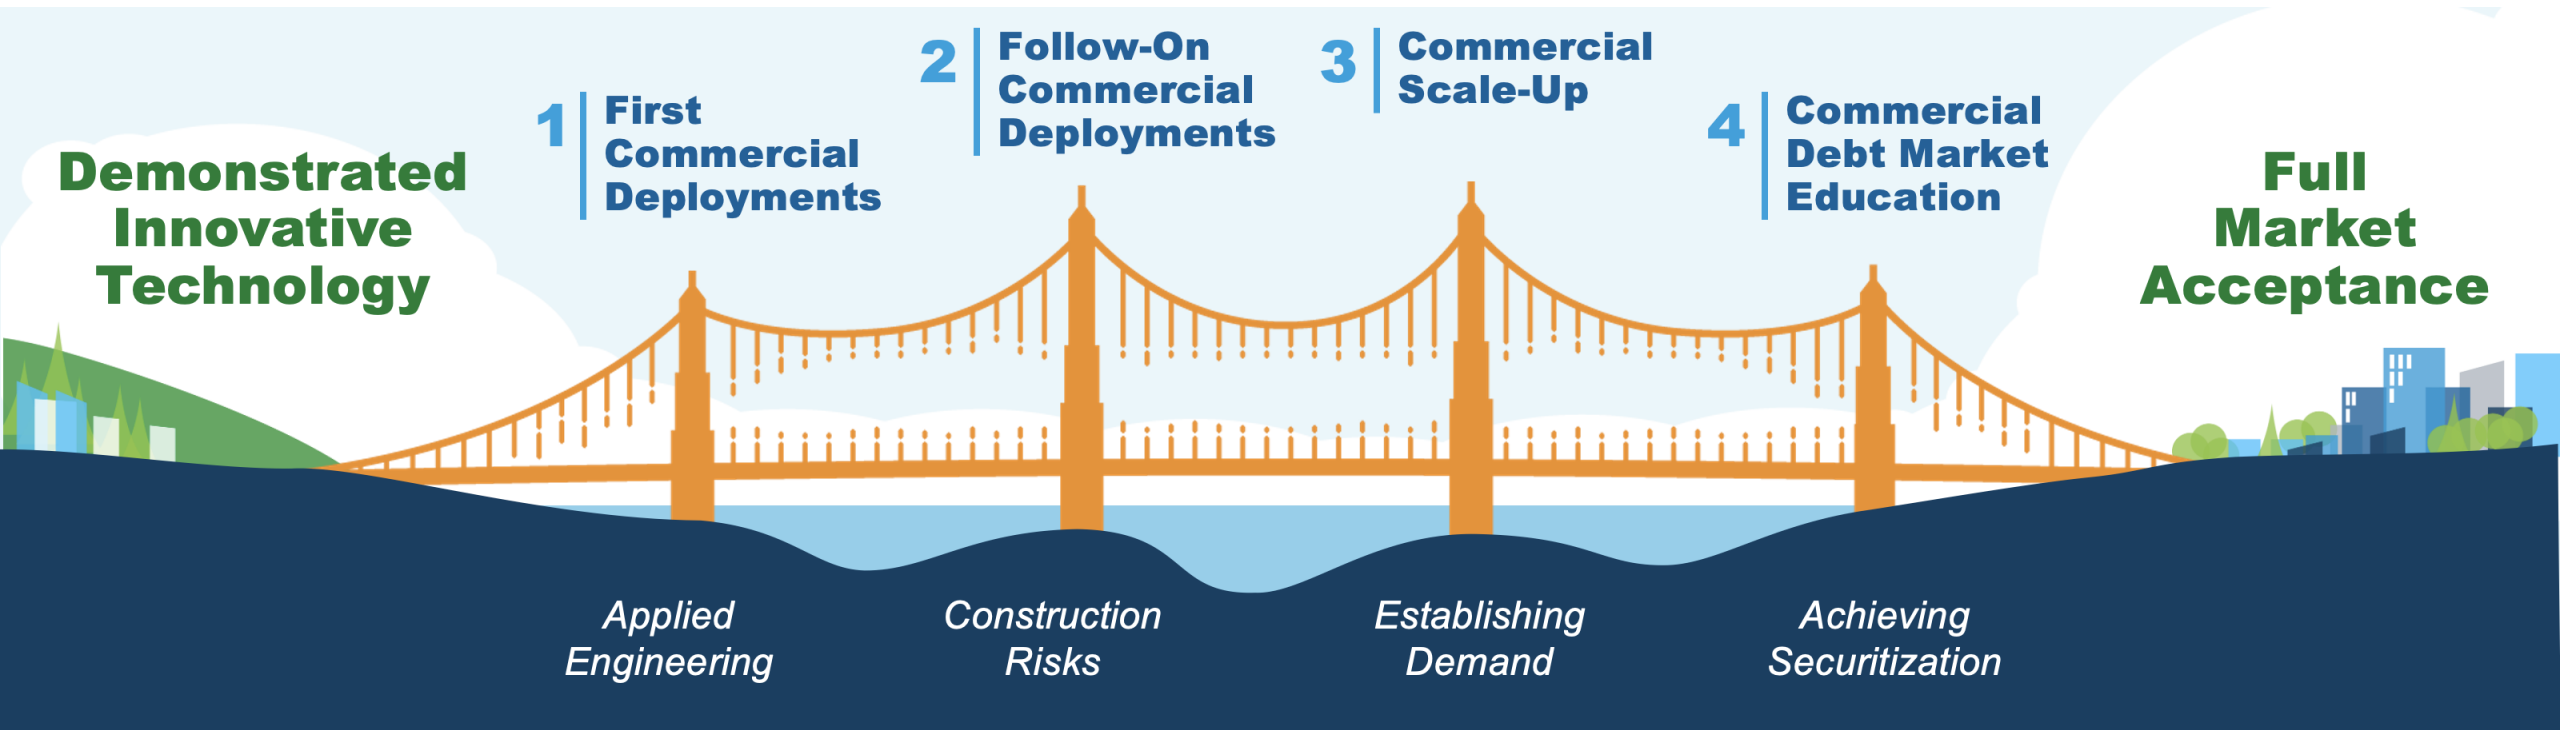 Demonstrated
Innovative
Technology
1
First
Commercial
Deployments
2
Follow-On
Commercial
Deployments
3
Commercial
Scale-Up
4
Commercial
Debt Market
Education
Full
Market
Acceptance
Applied
Engineering
Construction
Risks
Establishing
Demand
Achieving
Securitization